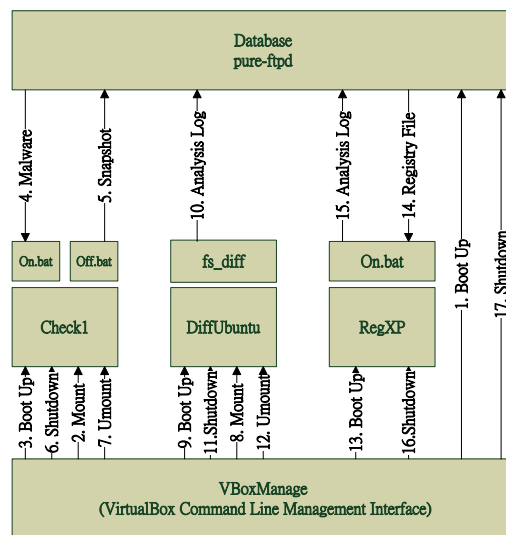 Database
pure-ftpd
4. Malware
5. Snapshot
10. Analysis Log
15. Analysis Log
14. Registry File
1. Boot Up
17. Shutdown
On.bat
Off.bat
fs_diff
On.bat
Check1
DiffUbuntu
RegXP
3. Boot Up
6. Shutdown
2. Mount
7. Umount
9. Boot Up
11.Shutdown
8. Mount
12. Umount
13. Boot Up
16.Shutdown
VBoxManage
(VirtualBox Command Line Management Interface)